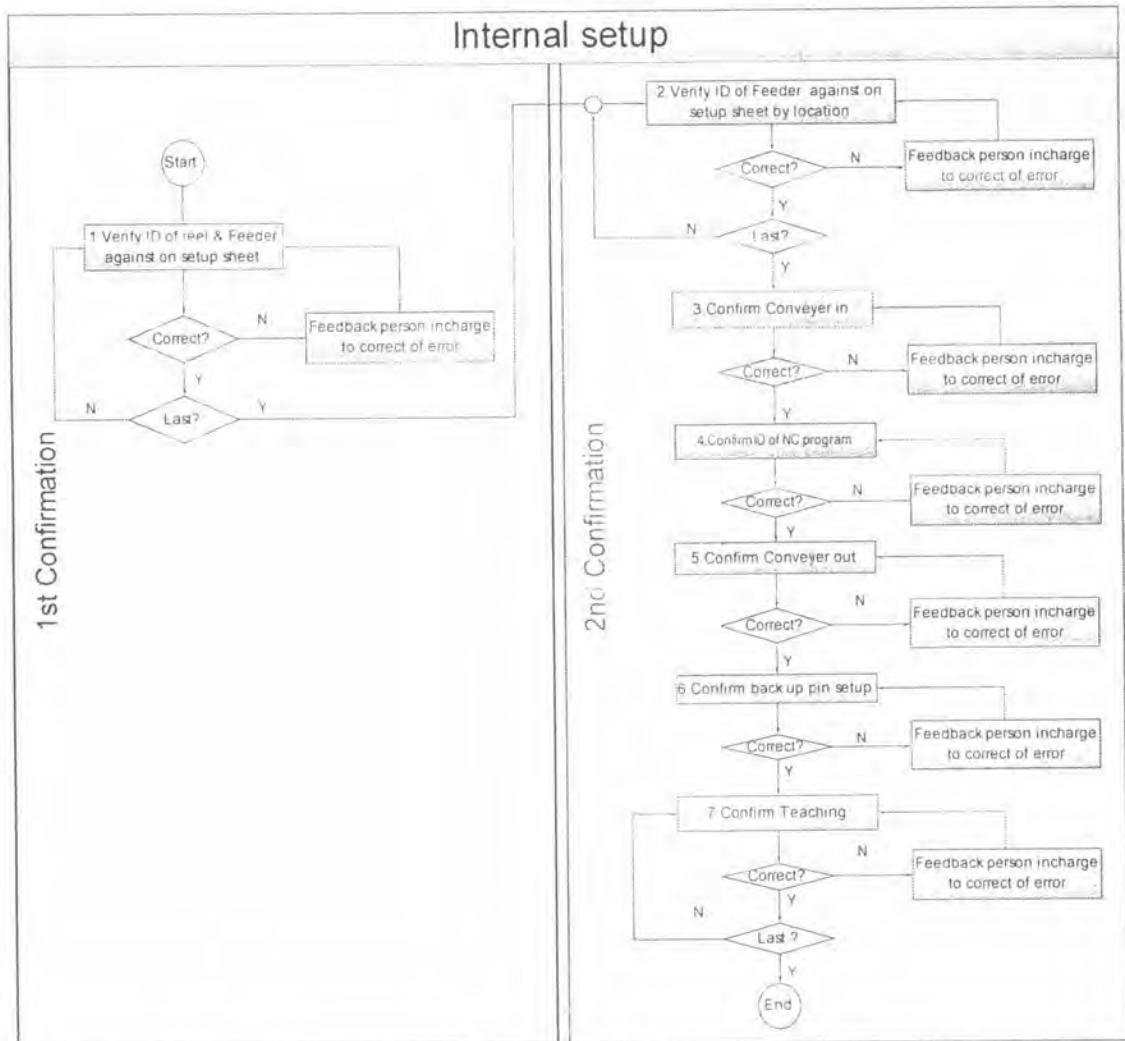 Internal setup
1st Confirmation
Start
1 Verify ID of reel & Feeder
against on setup sheet
Correct?
N
Feedback person incharge
to correct of error
Y
N
Last?
Y
2nd Confirmation
2 Verify ID of Feeder against on
setup sheet by location
Correct?
N
Feedback person incharge
to correct of error
Y
N
Last?
Y
3 Confirm Conveyer in
Correct?
N
Feedback person incharge
to correct of error
Y
4 Confirm ID of NC program
Correct?
N
Feedback person incharge
to correct of error
Y
5 Confirm Conveyer out
Correct?
N
Feedback person incharge
to correct of error
Y
6 Confirm back up pin setup
Correct?
N
Feedback person incharge
to correct of error
Y
7 Confirm Teaching
Correct?
N
Feedback person incharge
to correct of error
Y
N
Last ?
Y
End